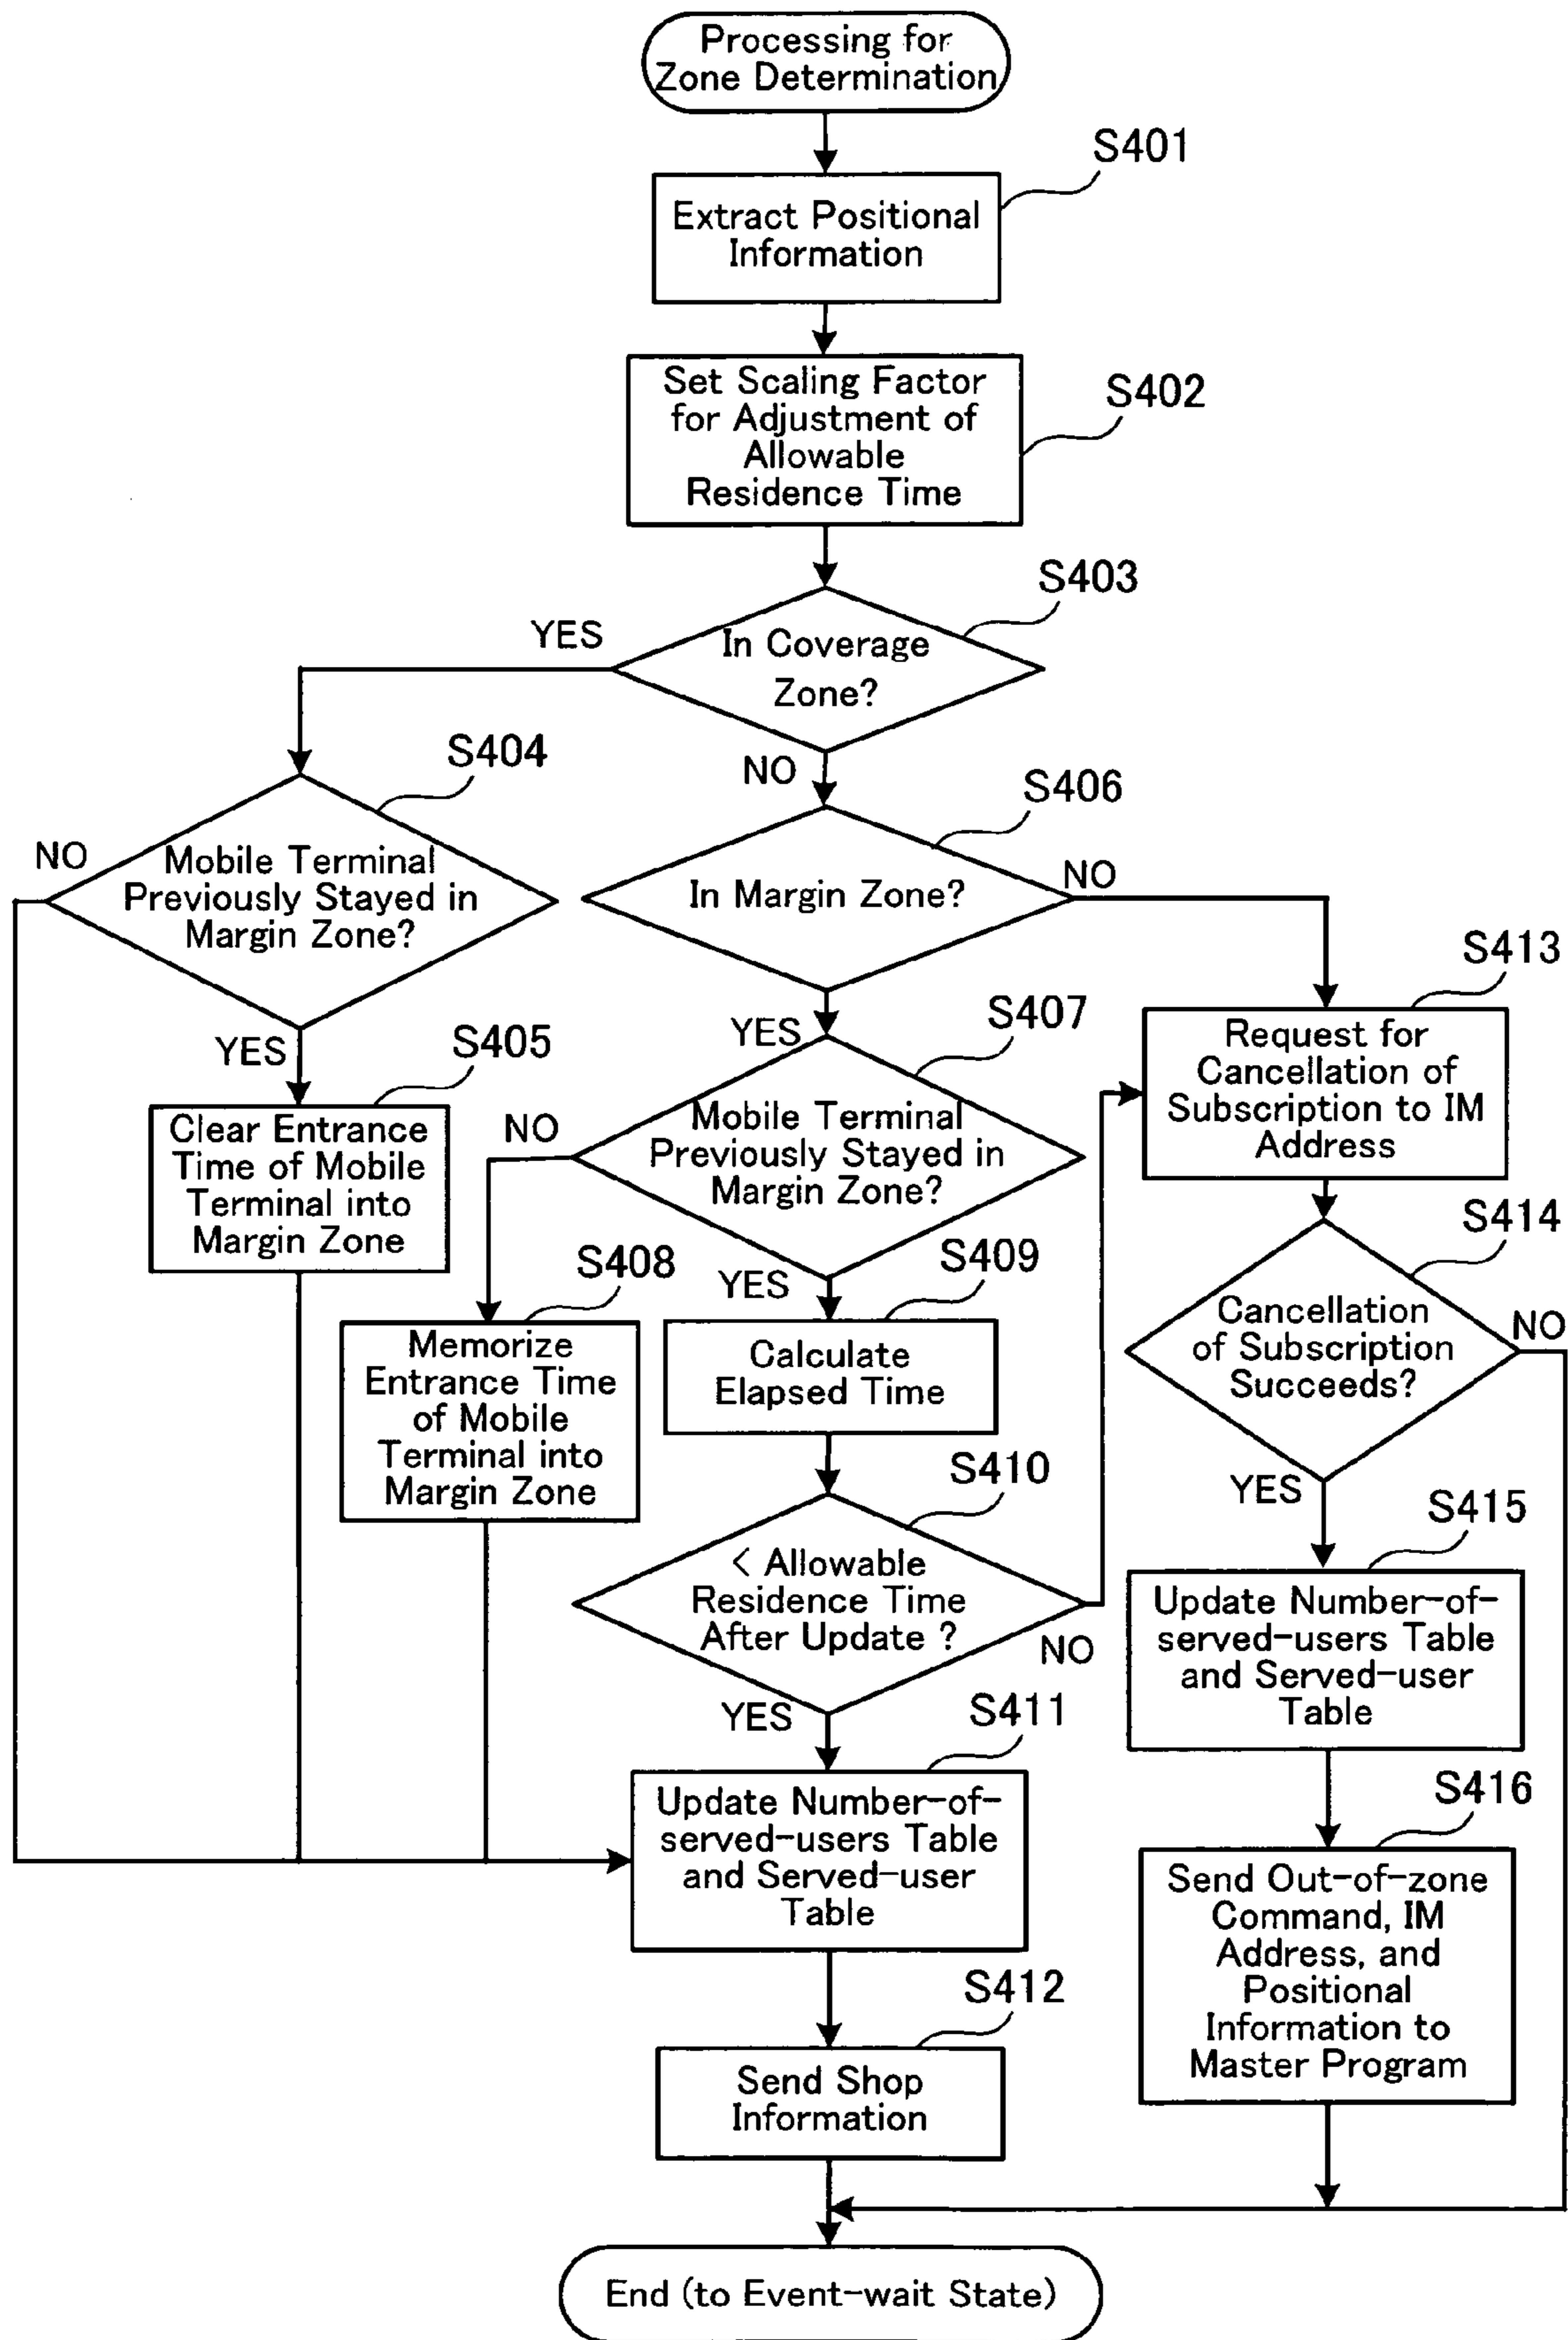 Processing for
Zone Determination
S401
Extract Positional
Information
S402
Set Scaling Factor
for Adjustment of
Allowable
Residence Time
S403
YES
In Coverage
Zone?
NO
S404
NO
Mobile Terminal
Previously Stayed in
Margin Zone?
YES
S405
Clear Entrance
Time of Mobile
Terminal into
Margin Zone
S406
In Margin Zone?
NO
YES
S407
Mobile Terminal
Previously Stayed in
Margin Zone?
NO
YES
S408
Memorize
Entrance Time
of Mobile
Terminal into
Margin Zone
S409
Calculate
Elapsed Time
S410
< Allowable
Residence Time
After Update ?
NO
YES
S411
Update Number-of-
served-users Table
and Served-user
Table
S412
Send Shop
Information
S413
Request for
Cancellation of
Subscription to IM
Address
S414
Cancellation
of Subscription
Succeeds?
NO
YES
S415
Update Number-of-
served-users Table
and Served-user
Table
S416
Send Out-of-zone
Command, IM
Address, and
Positional
Information to
Master Program
End (to Event-wait State)